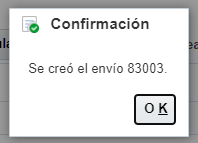 Confirmación
Se creó el envío 83003.
OK